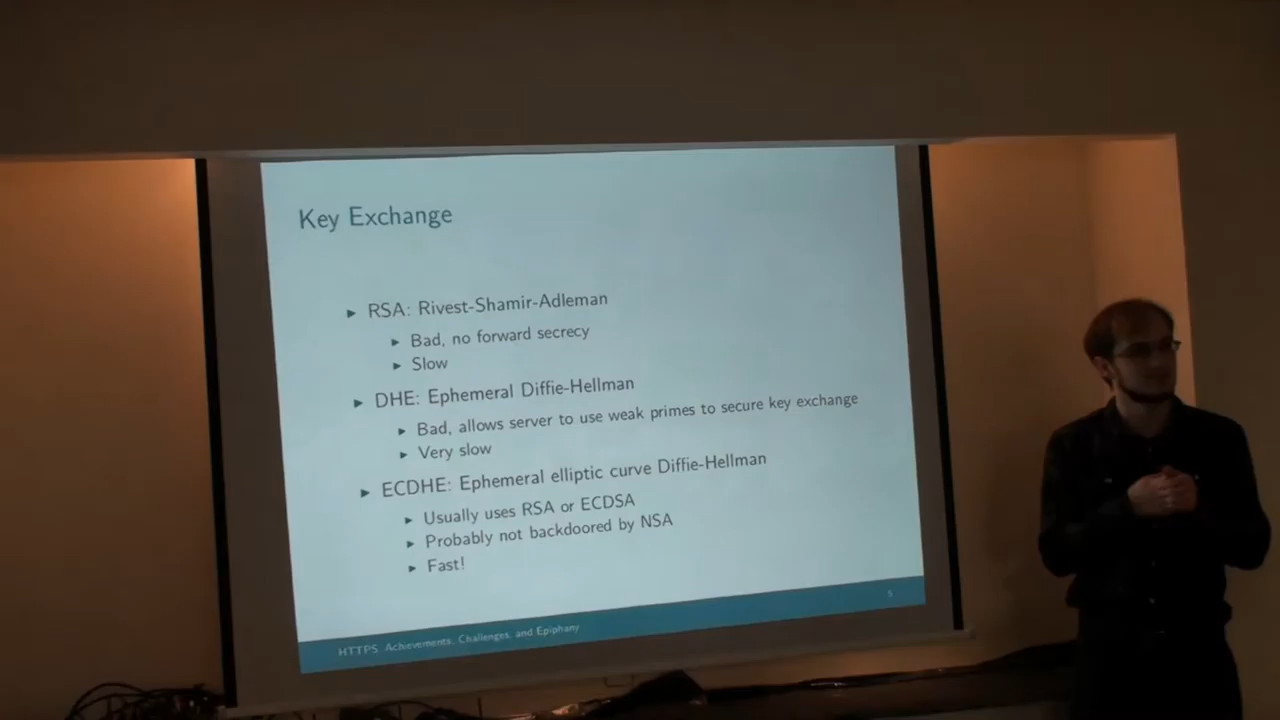 Key Exchange
▶ RSA: Rivest-Shamir-Adleman
▶ Bad, no forward secrecy
▶ Slow
▶ DHE: Ephemeral Diffie-Hellman
▶ Bad, allows server to use weak primes to secure key exchange
▶ Very slow
▶ ECDHE: Ephemeral elliptic curve Diffie-Hellman
▶ Usually uses RSA or ECDSA
▶ Probably not backdoored by NSA
▶ Fast!
5
HTTPS: Achievements, Challenges, and Epiphany